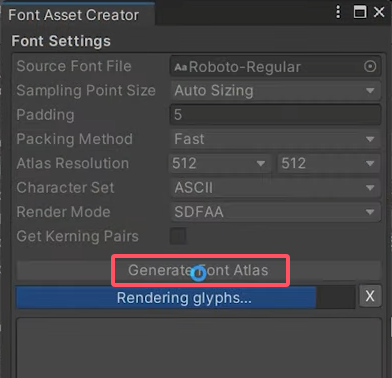 Font Asset Creator
Font Settings
Source Font File Aa Roboto-Regular
Sampling Point Size Auto Sizing
Padding 5
Packing Method Fast
Atlas Resolution 512 512
Character Set ASCII
Render Mode SDFAA
Get Kerning Pairs
Generate Font Atlas
Rendering glyphs... X